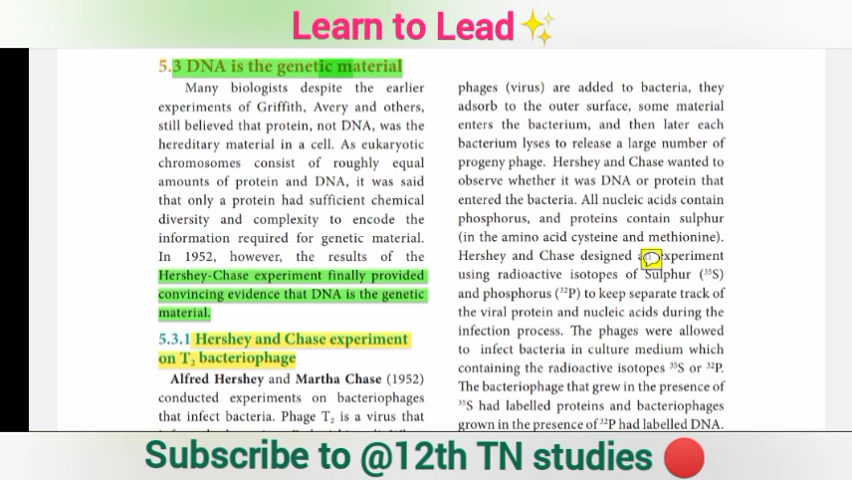 Learn to Lead✨
5.3 DNA is the genetic material
Many biologists despite the earlier
experiments of Griffith, Avery and others,
still believed that protein, not DNA, was the
hereditary material in a cell. As eukaryotic
chromosomes consist of roughly equal
amounts of protein and DNA, it was said
that only a protein had sufficient chemical
diversity and complexity to encode the
information required for genetic material.
In 1952, however, the results of the
Hershey-Chase experiment finally provided
convincing evidence that DNA is the genetic
material.
5.3.1 Hershey and Chase experiment
on T₂ bacteriophage
Alfred Hershey and Martha Chase (1952)
conducted experiments on bacteriophages
that infect bacteria. Phage T₂ is a virus that
phages (virus) are added to bacteria, they
adsorb to the outer surface, some material
enters the bacterium, and then later each
bacterium lyses to release a large number of
progeny phage. Hershey and Chase wanted to
observe whether it was DNA or protein that
entered the bacteria. All nucleic acids contain
phosphorus, and proteins contain sulphur
(in the amino acid cysteine and methionine).
Hershey and Chase designed an experiment
using radioactive isotopes of Sulphur (³⁵S)
and phosphorus (³²P) to keep separate track of
the viral protein and nucleic acids during the
infection process. The phages were allowed
to infect bacteria in culture medium which
containing the radioactive isotopes ³⁵S or ³²P.
The bacteriophage that grew in the presence of
³⁵S had labelled proteins and bacteriophages
grown in the presence of ³²P had labelled DNA.
Subscribe to @12th TN studies 🔴